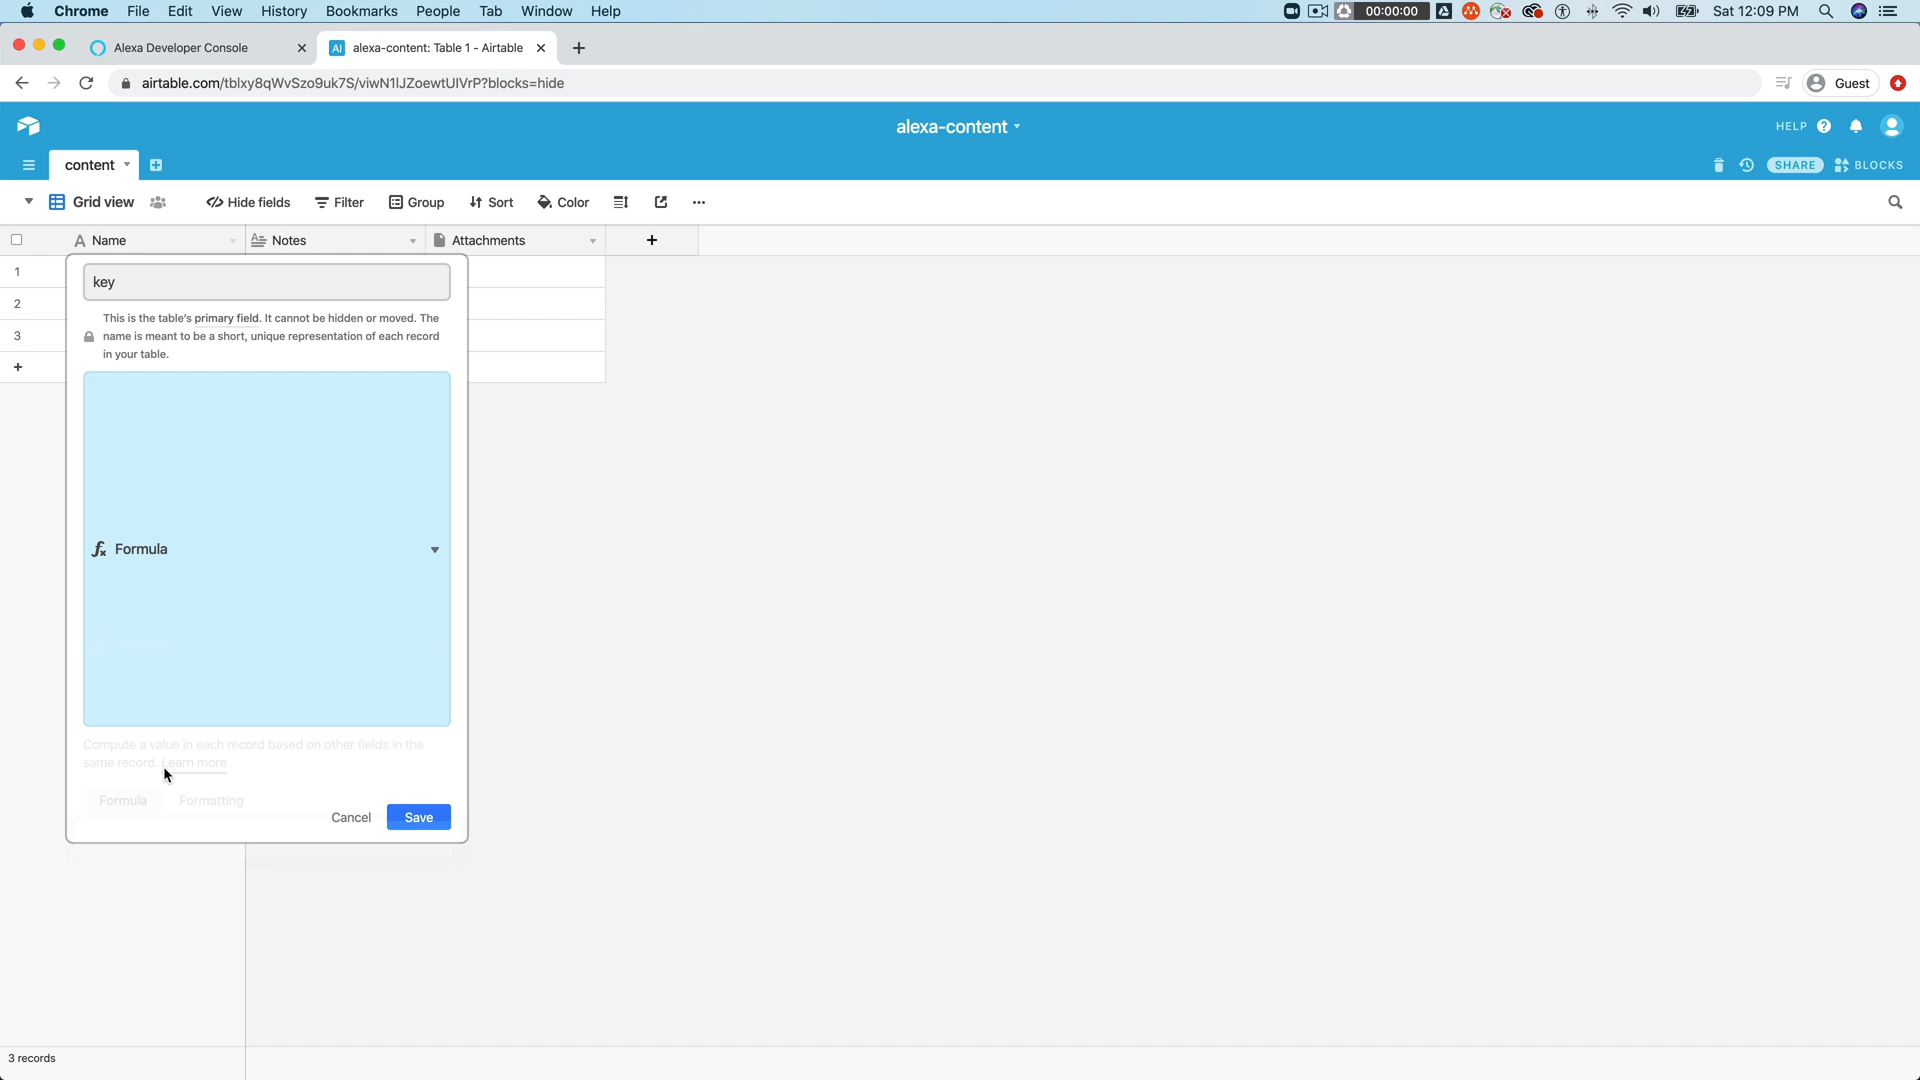 Chrome File Edit View History Bookmarks People Tab Window Help 00:00:00 Sat 12:09 PM
Alexa Developer Console alexa-content: Table 1 - Airtable
airtable.com/tblxy8qWvSzo9uk7S/viwN1lJZoewtUIVrP?blocks=hide Guest
alexa-content HELP
content SHARE BLOCKS
Grid view Hide fields Filter Group Sort Color
Name Notes Attachments
1
2
3
key
This is the table's primary field. It cannot be hidden or moved. The
name is meant to be a short, unique representation of each record
in your table.
Formula
Compute a value in each record based on other fields in the
same record. Learn more
Formula Formatting
Cancel Save
3 records